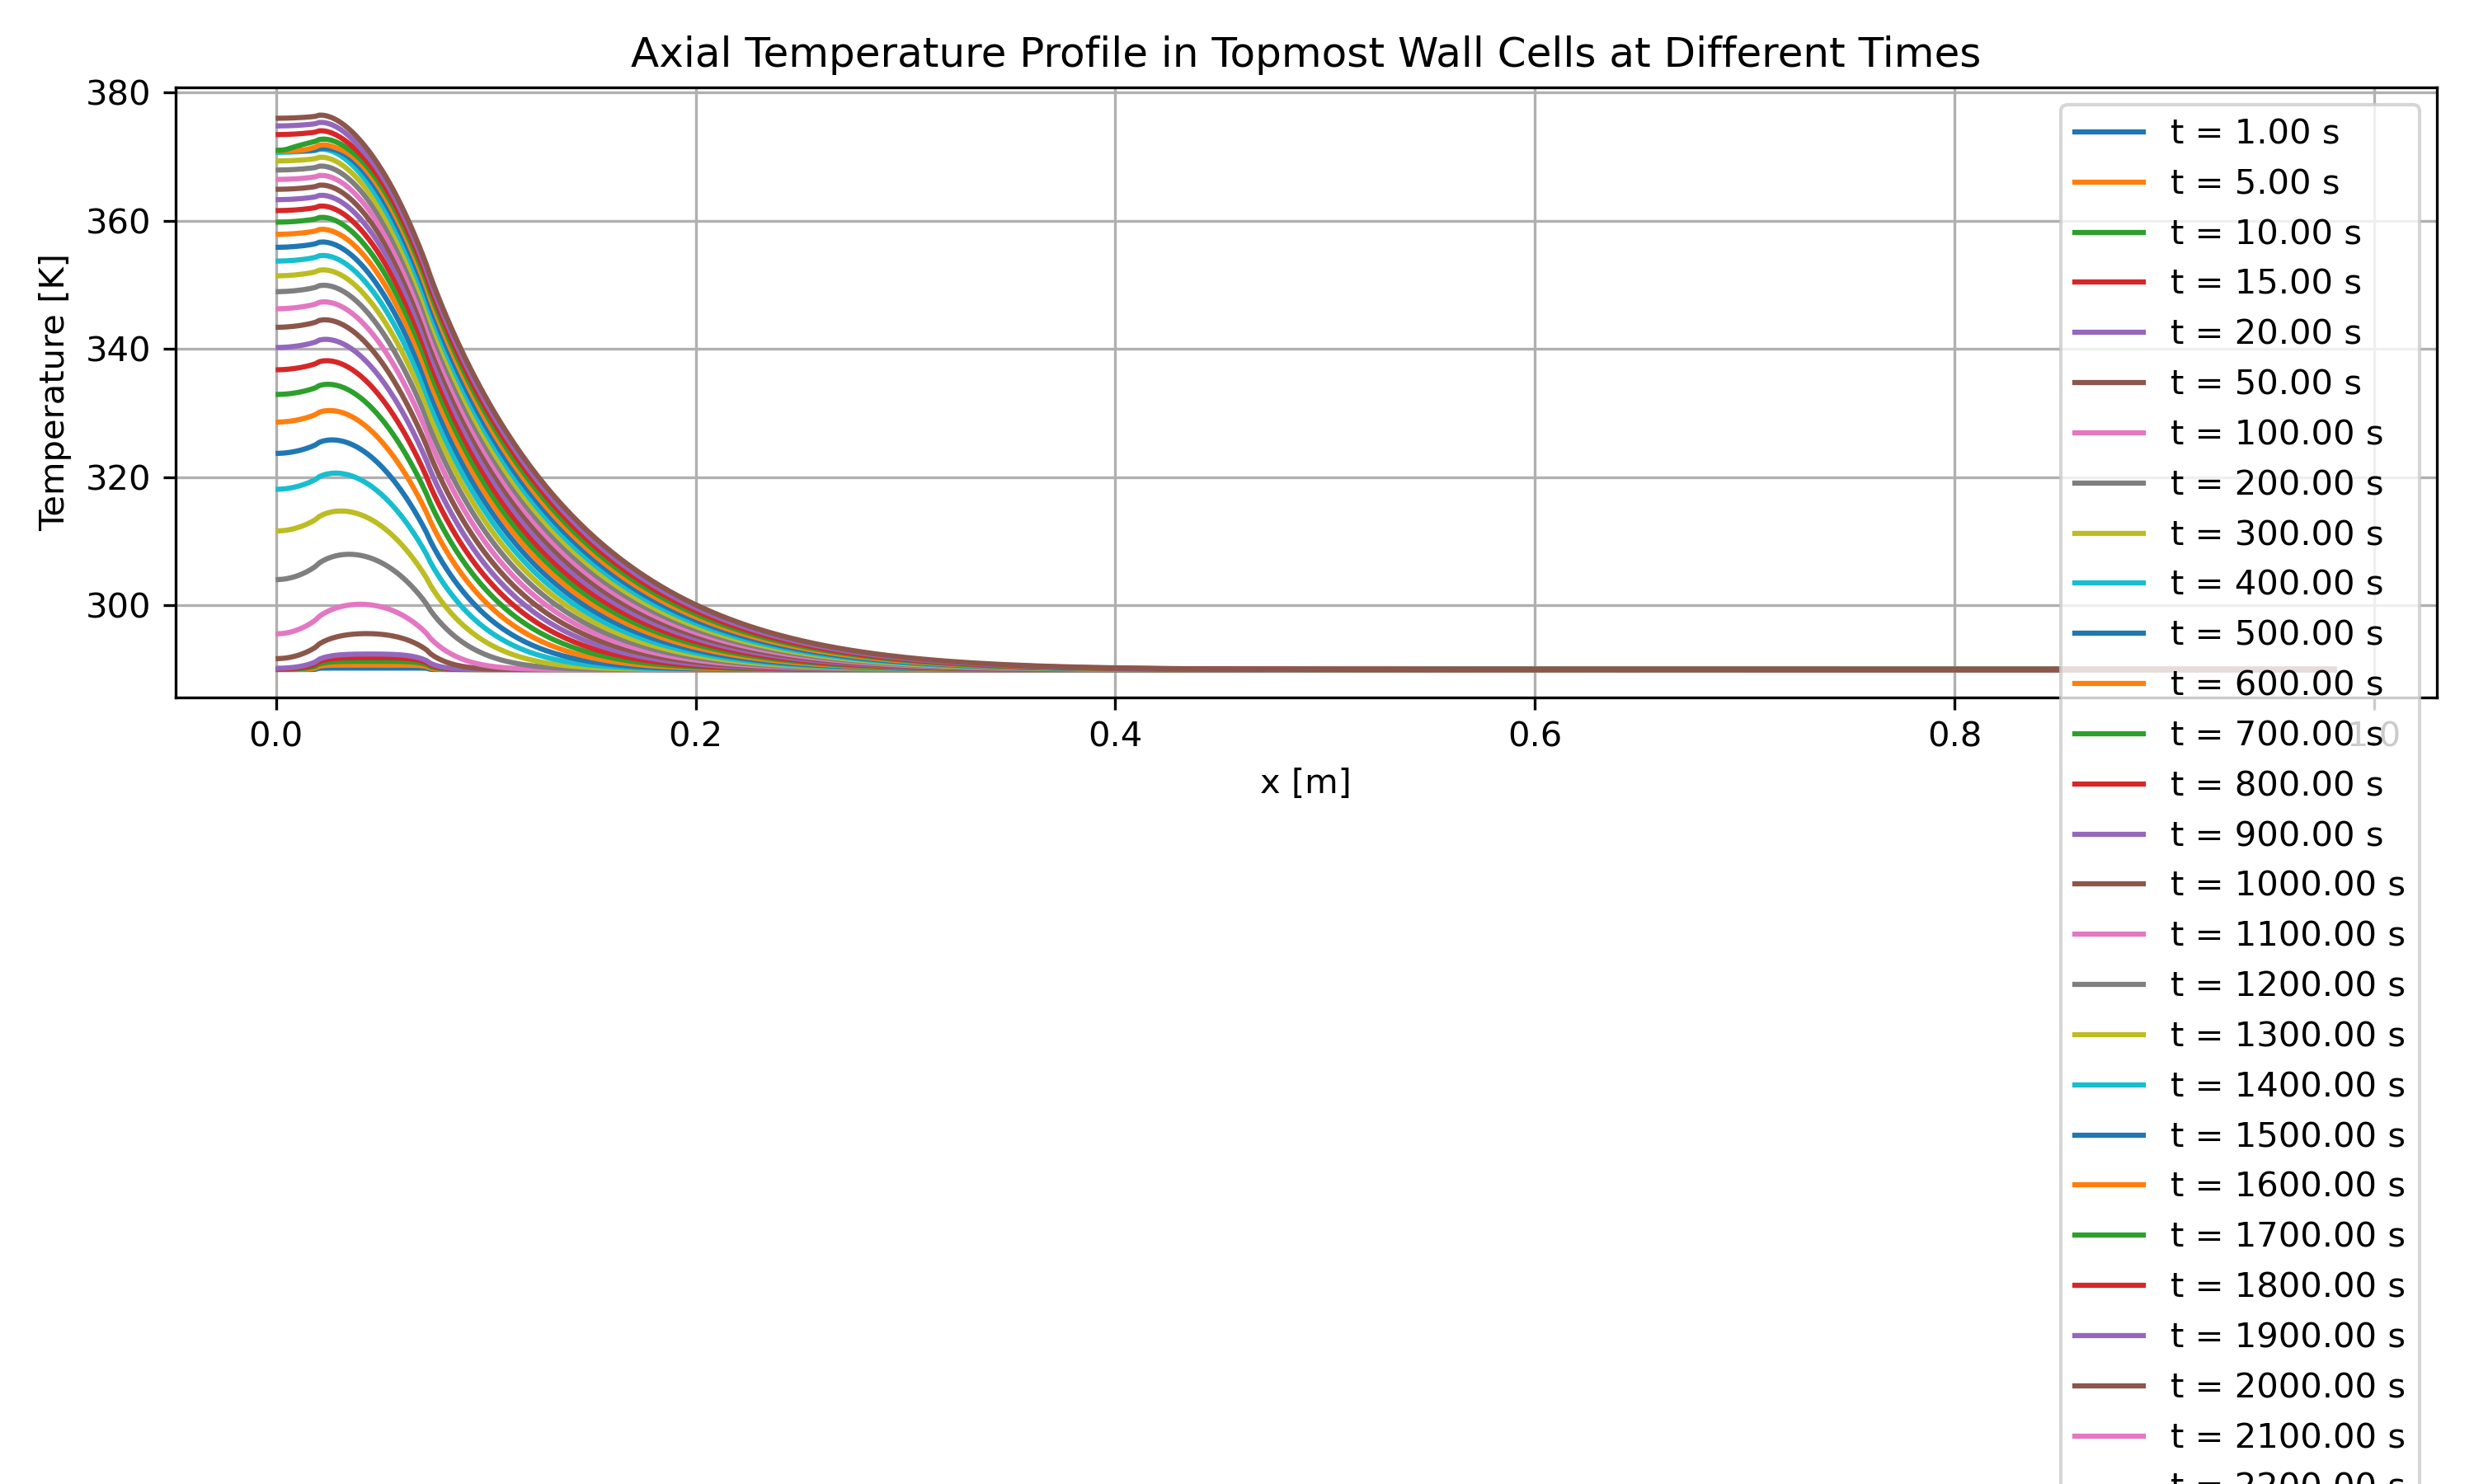 Axial Temperature Profile in Topmost Wall Cells at Different Times
380
360
340
320
300
Temperature [K]
0.0 0.2 0.4 0.6 0.8 1.0
x [m]
t = 1.00 s
t = 5.00 s
t = 10.00 s
t = 15.00 s
t = 20.00 s
t = 50.00 s
t = 100.00 s
t = 200.00 s
t = 300.00 s
t = 400.00 s
t = 500.00 s
t = 600.00 s
t = 700.00 s
t = 800.00 s
t = 900.00 s
t = 1000.00 s
t = 1100.00 s
t = 1200.00 s
t = 1300.00 s
t = 1400.00 s
t = 1500.00 s
t = 1600.00 s
t = 1700.00 s
t = 1800.00 s
t = 1900.00 s
t = 2000.00 s
t = 2100.00 s
t = 2200.00 s